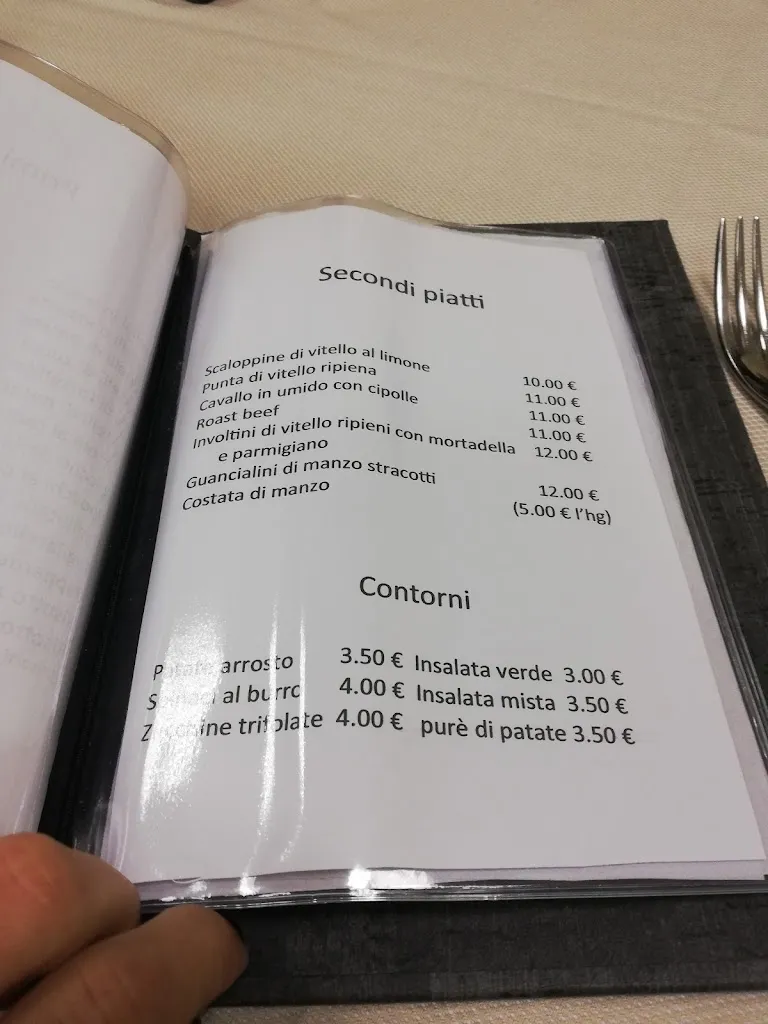 Secondi piatti
Scaloppine di vitello al limone 10.00 €
Punta di vitello ripiena 11.00 €
Cavallo in umido con cipolle 11.00 €
Roast beef 11.00 €
Involtini di vitello ripieni con mortadella 12.00 €
e parmigiano
Guancialini di manzo stracotti 12.00 €
Costata di manzo (5.00 € l'hg)
Contorni
Patate arrosto 3.50 € Insalata verde 3.00 €
Spinaci al burro 4.00 € Insalata mista 3.50 €
Zucchine trifolate 4.00 € purè di patate 3.50 €